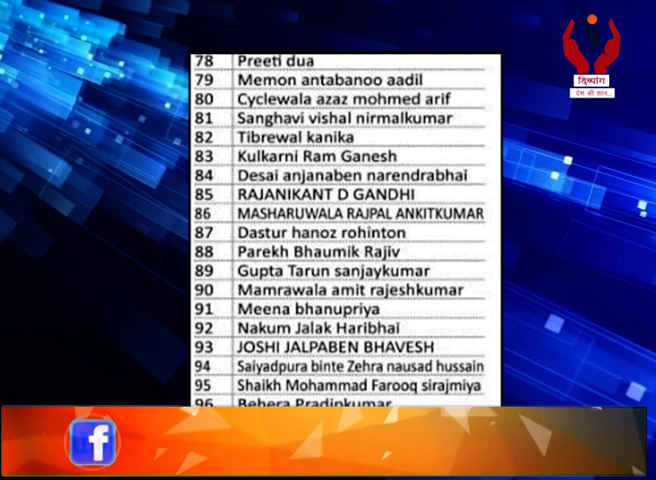 दिव्यांग
देश की शान..
78 Preeti dua
79 Memon antabanoo aadil
80 Cyclewala azaz mohmed arif
81 Sanghavi vishal nirmalkumar
82 Tibrewal kanika
83 Kulkarni Ram Ganesh
84 Desai anjanaben narendrabhai
85 RAJANIKANT D GANDHI
86 MASHARUWALA RAJPAL ANKITKUMAR
87 Dastur hanoz rohinton
88 Parekh Bhaumik Rajiv
89 Gupta Tarun sanjaykumar
90 Mamrawala amit rajeshkumar
91 Meena bhanupriya
92 Nakum Jalak Haribhai
93 JOSHI JALPABEN BHAVESH
94 Saiyadpura binte Zehra nausad hussain
95 Shaikh Mohammad Farooq sirajmiya
96 Behera Pradipkumar
f